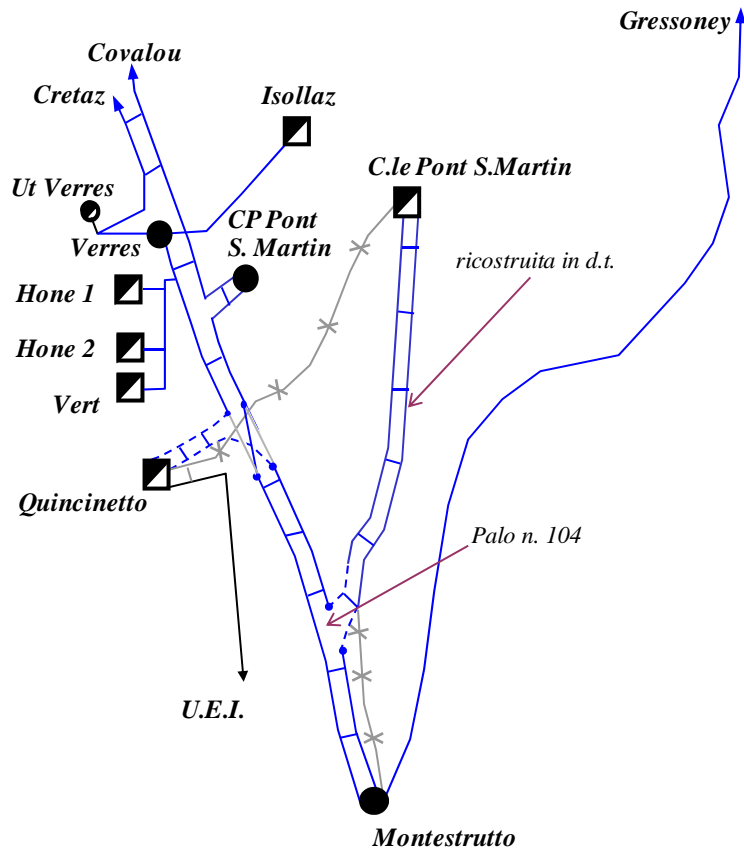 Gressoney
Covalou
Cretaz
Isollaz
C.le Pont S.Martin
Ut Verres
Verres
CP Pont
S. Martin
ricostruita in d.t.
Hone 1
Hone 2
Vert
Quincinetto
Palo n. 104
U.E.I.
Montestrutto